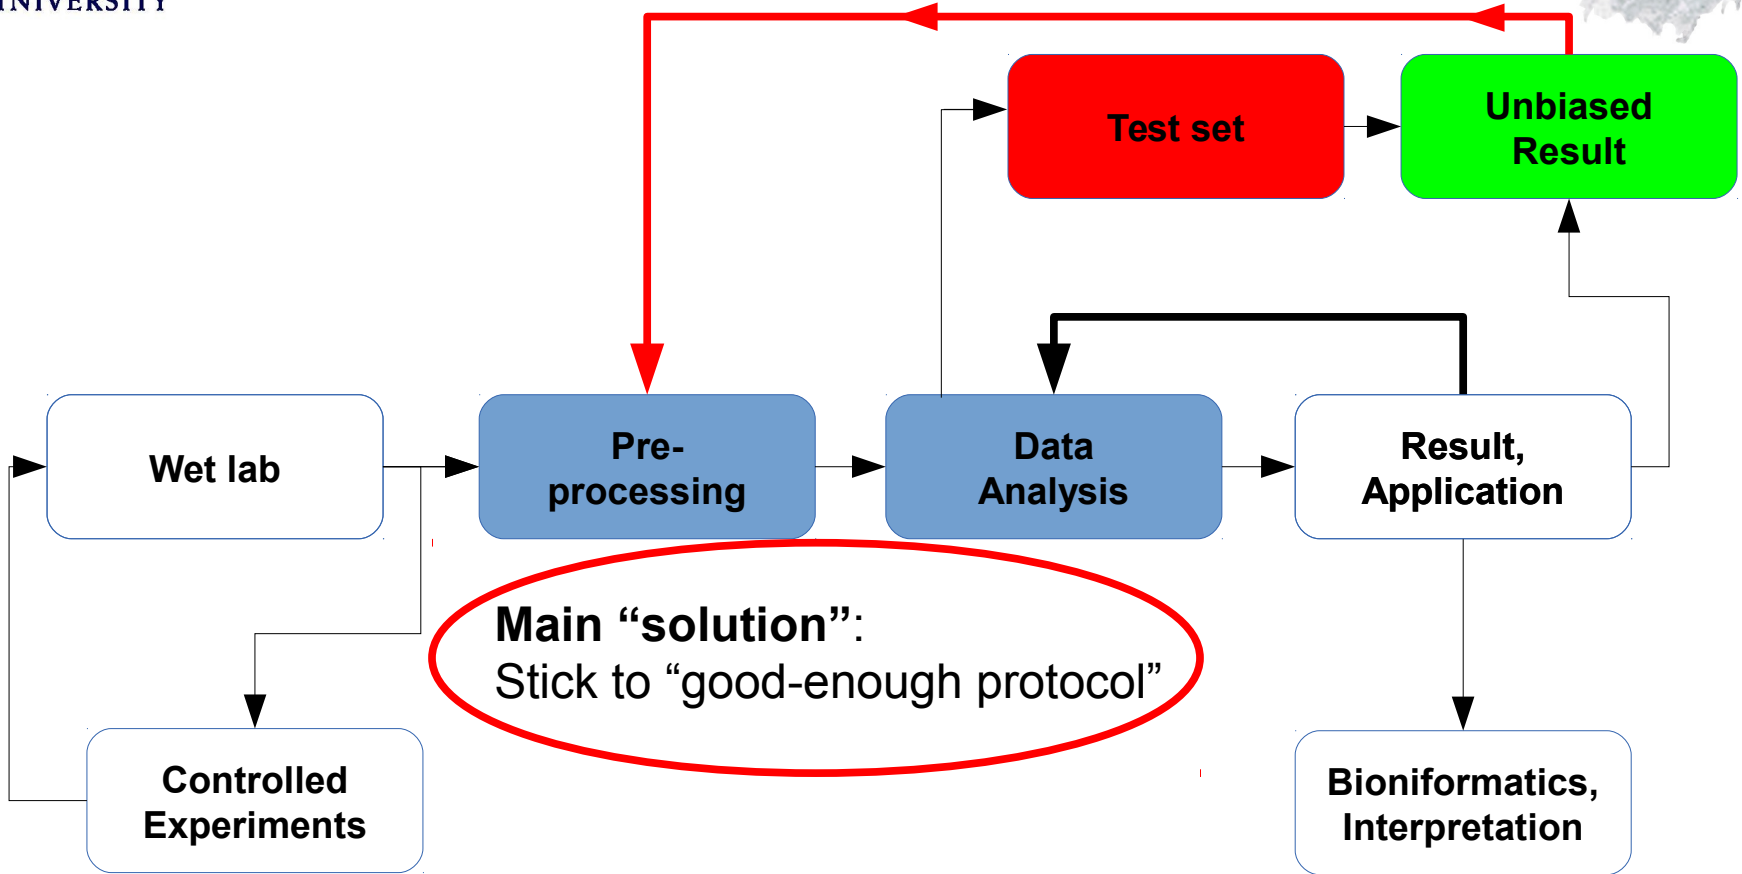 UNIVERSITY
Test set
Unbiased
Result
Wet lab
Pre-
processing
Data
Analysis
Result,
Application
Main “solution”:
Stick to “good-enough protocol”
Controlled
Experiments
Bioniformatics,
Interpretation